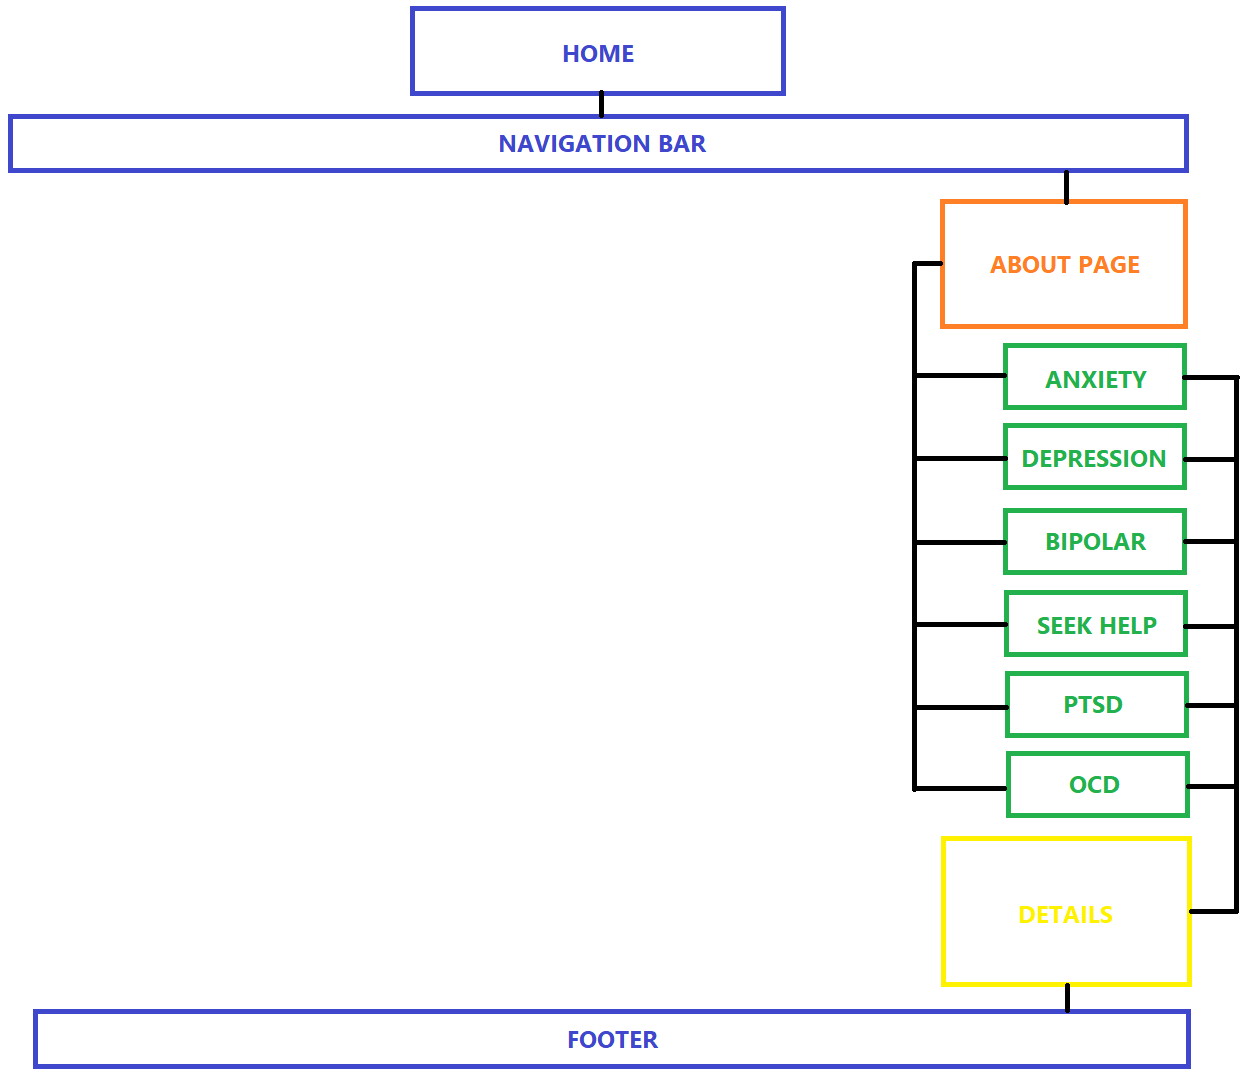 HOME
NAVIGATION BAR
ABOUT PAGE
ANXIETY
DEPRESSION
BIPOLAR
SEEK HELP
PTSD
OCD
DETAILS
FOOTER